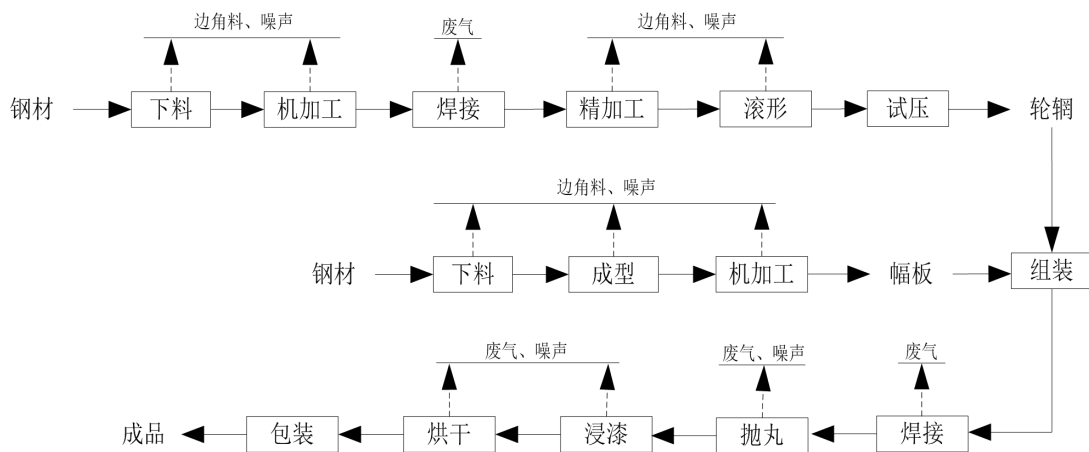 边角料、噪声
废气
边角料、噪声
钢材
下料
机加工
焊接
精加工
滚形
试压
轮辋
边角料、噪声
钢材
下料
成型
机加工
幅板
组装
废气、噪声
废气、噪声
废气
成品
包装
烘干
浸漆
抛丸
焊接